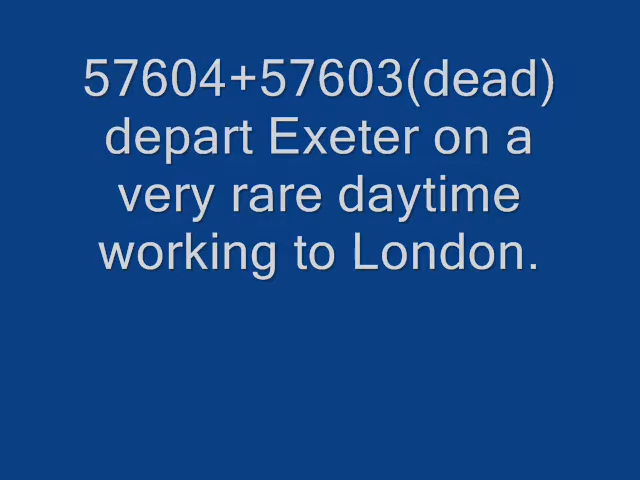 57604+57603(dead)
depart Exeter on a
very rare daytime
working to London.